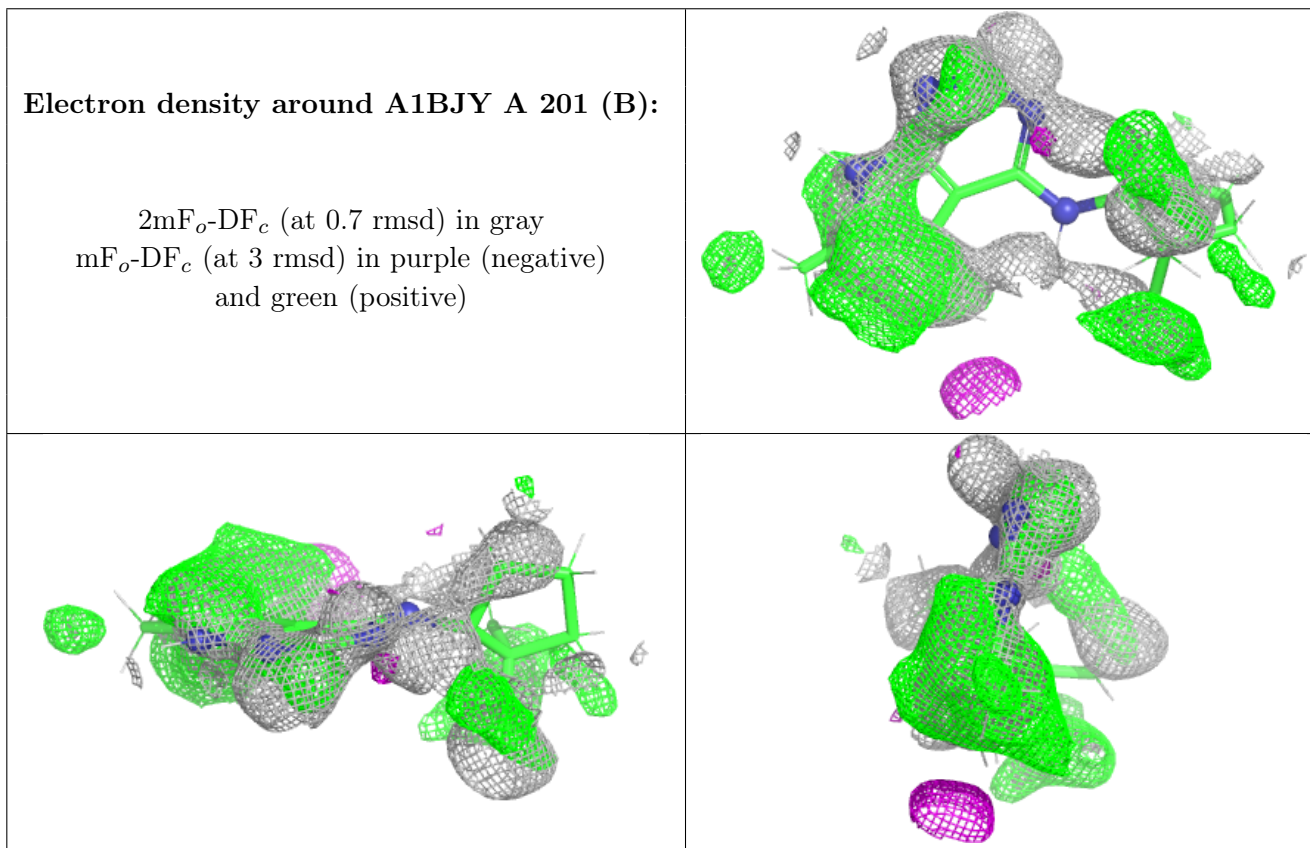 Electron density around A1BJY A 201 (B):
2mFₒ-DF𝒸 (at 0.7 rmsd) in gray
mFₒ-DF𝒸 (at 3 rmsd) in purple (negative)
and green (positive)